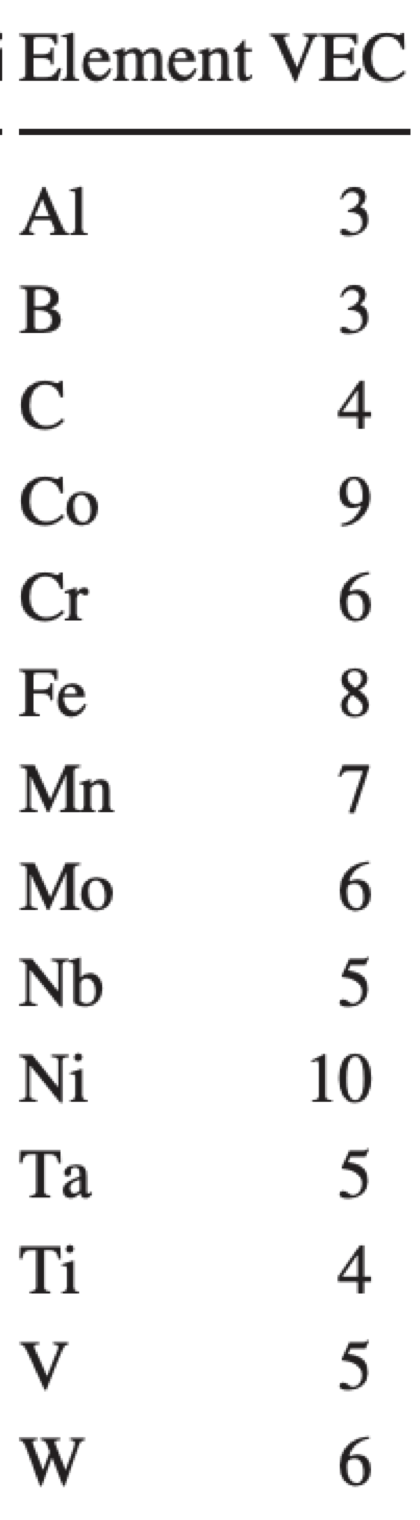 i Element VEC
Al 3
B 3
C 4
Co 9
Cr 6
Fe 8
Mn 7
Mo 6
Nb 5
Ni 10
Ta 5
Ti 4
V 5
W 6